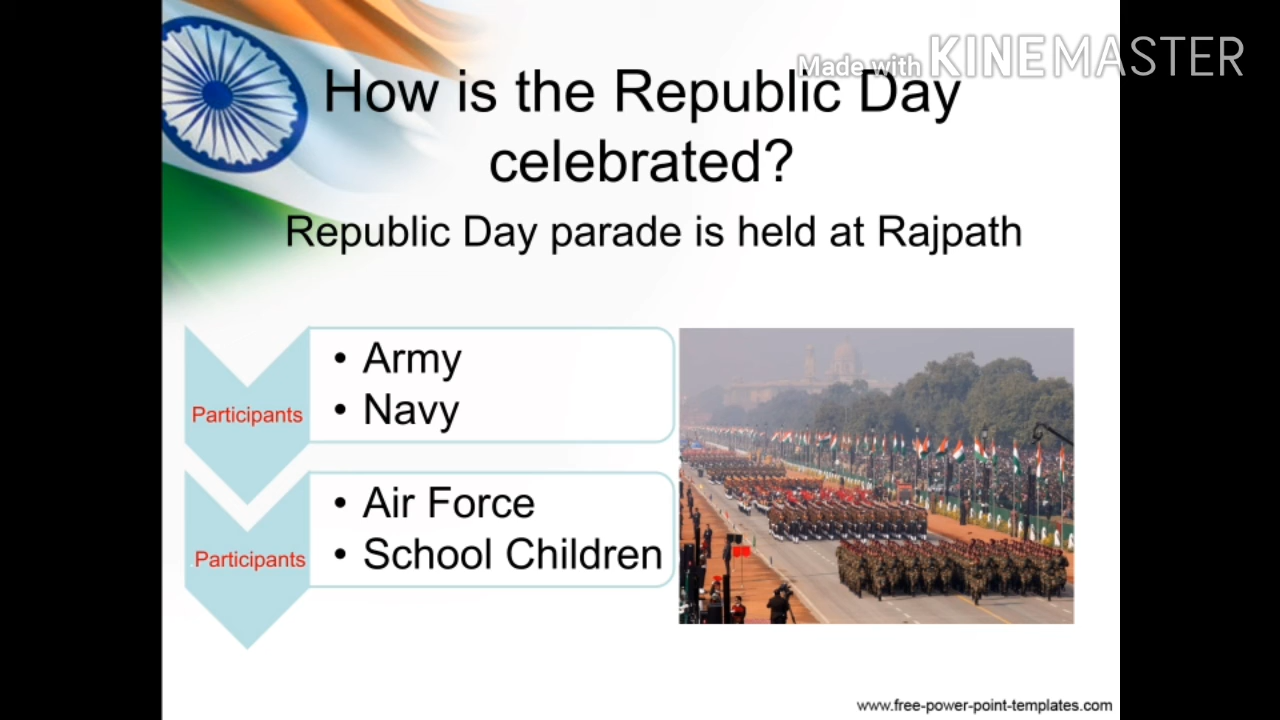 Made with KINEMASTER
How is the Republic Day
celebrated?
Republic Day parade is held at Rajpath
Participants
• Army
• Navy
Participants
• Air Force
• School Children
www.free-power-point-templates.com